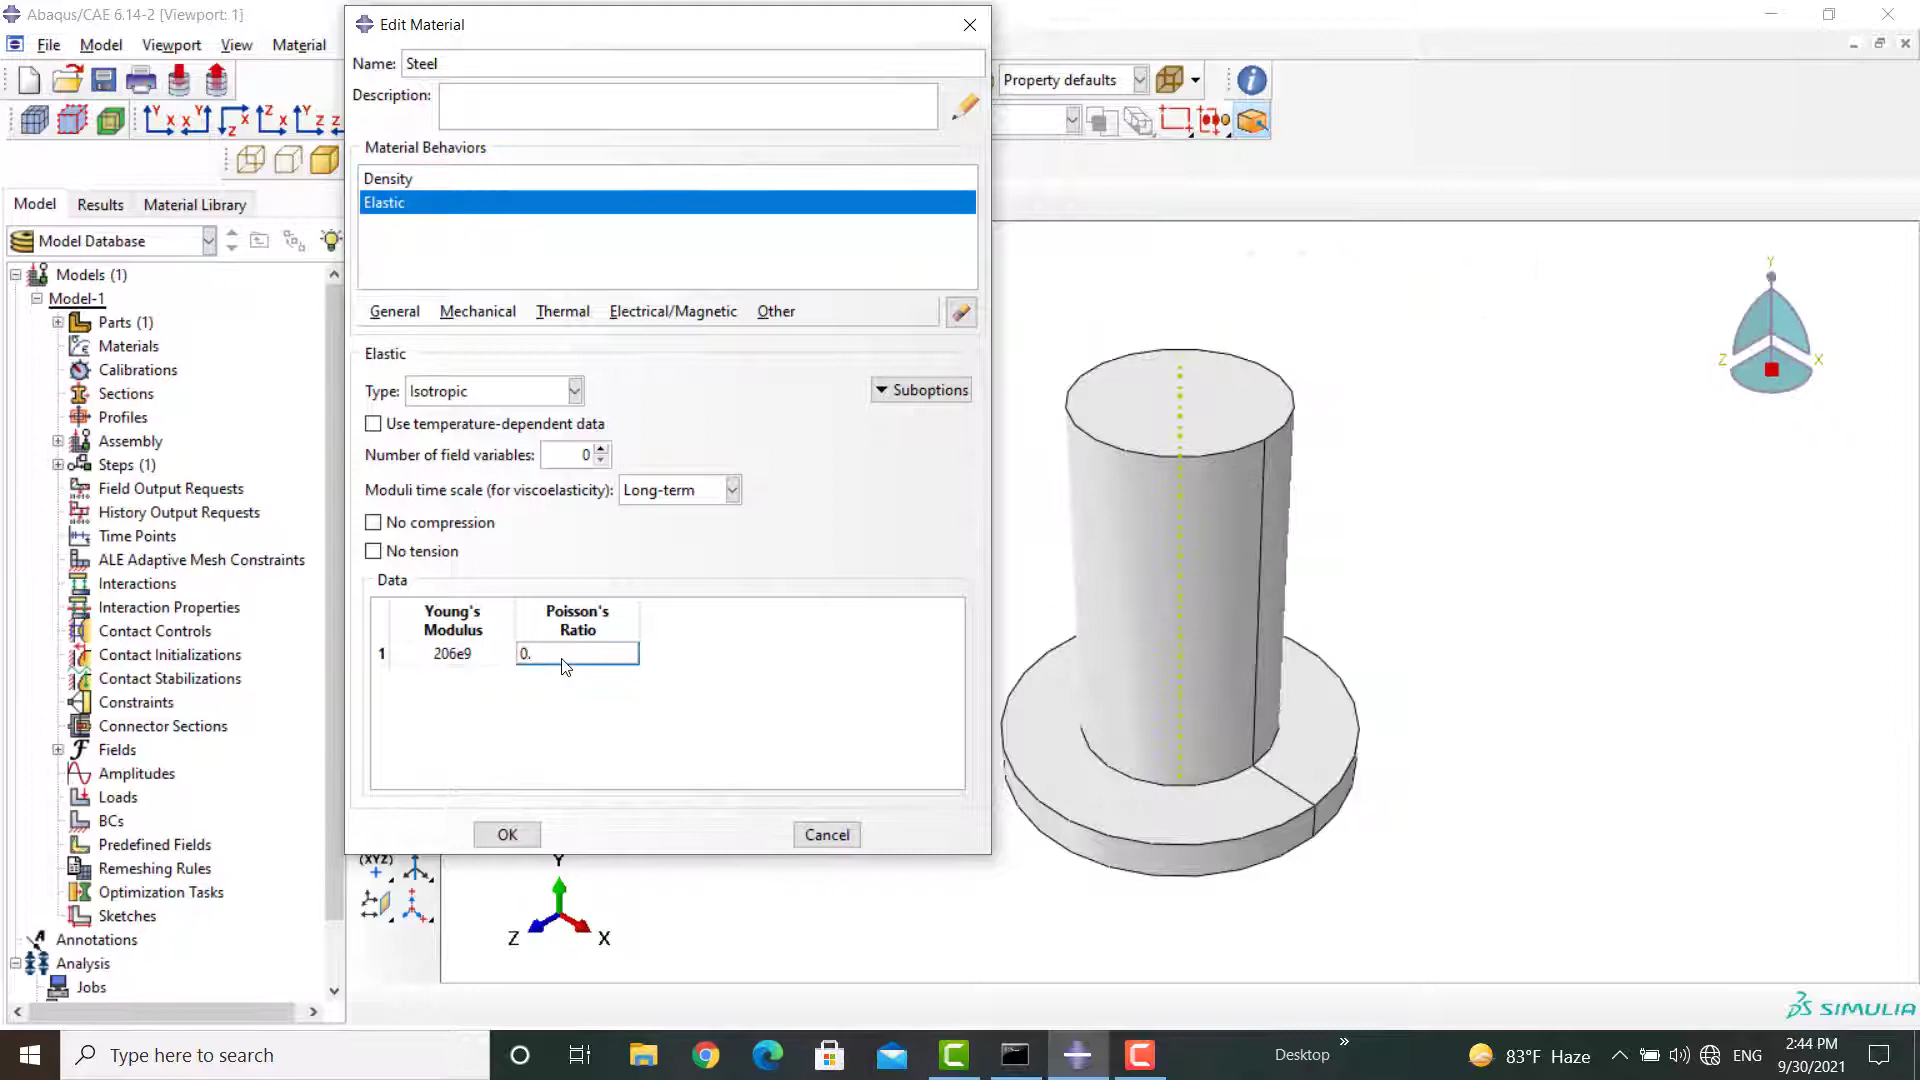 Abaqus/CAE 6.14-2 [Viewport: 1]
File Model Viewport View Material
Edit Material
Name: Steel
Description:
Property defaults
Material Behaviors
Density
Elastic
General Mechanical Thermal Electrical/Magnetic Other
Elastic
Type: Isotropic
Suboptions
Use temperature-dependent data
Number of field variables: 0
Moduli time scale (for viscoelasticity): Long-term
No compression
No tension
Data
Young's Modulus
Poisson's Ratio
1 206e9 0.
OK Cancel
Model Results Material Library
Model Database
Models (1)
Model-1
Parts (1)
Materials
Calibrations
Sections
Profiles
Assembly
Steps (1)
Field Output Requests
History Output Requests
Time Points
ALE Adaptive Mesh Constraints
Interactions
Interaction Properties
Contact Controls
Contact Initializations
Contact Stabilizations
Constraints
Connector Sections
Fields
Amplitudes
Loads
BCs
Predefined Fields
Remeshing Rules
Optimization Tasks
Sketches
Annotations
Analysis
Jobs
(XYZ)
Y
Z X
Y
Z X
SIMULIA
Type here to search
Desktop
83°F Haze
ENG
2:44 PM
9/30/2021